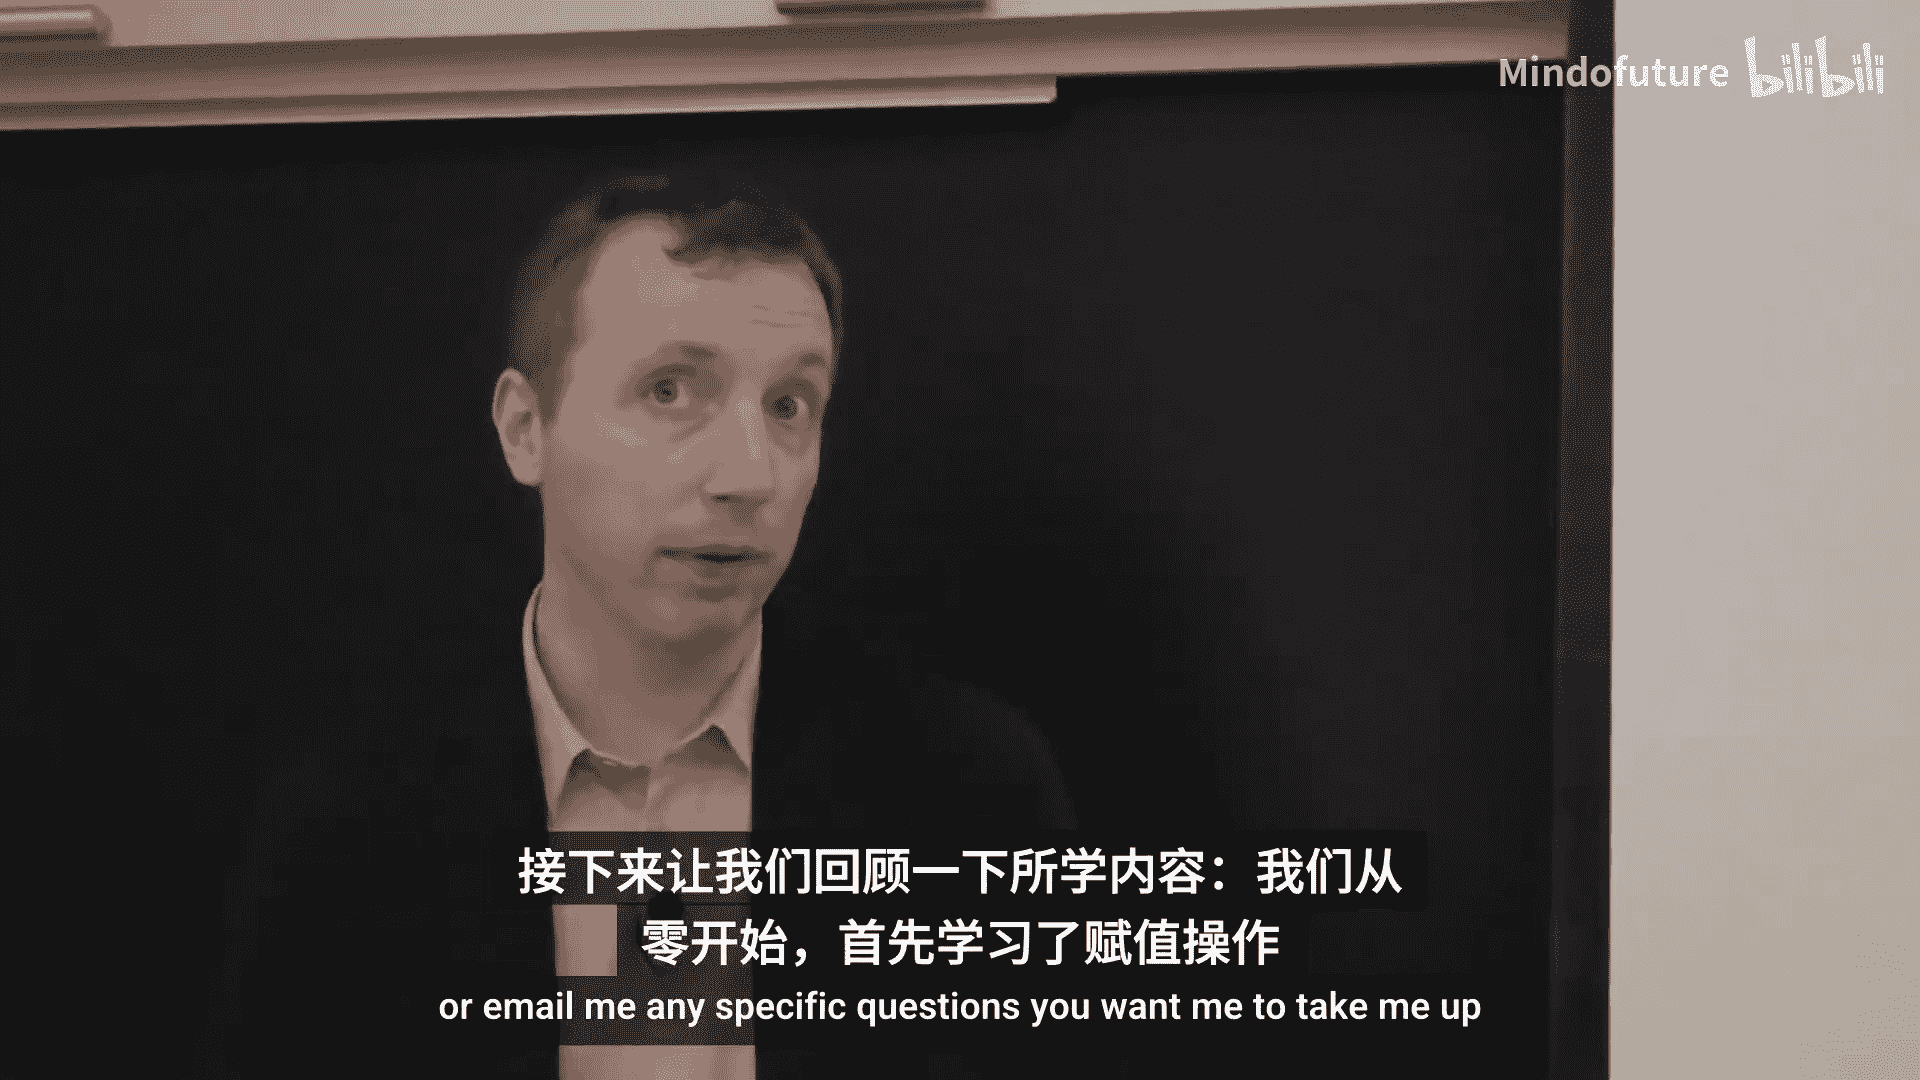 Mindofuture bilibili
接下来让我们回顾一下所学内容：我们从
零开始，首先学习了赋值操作
or email me any specific questions you want me to take me up